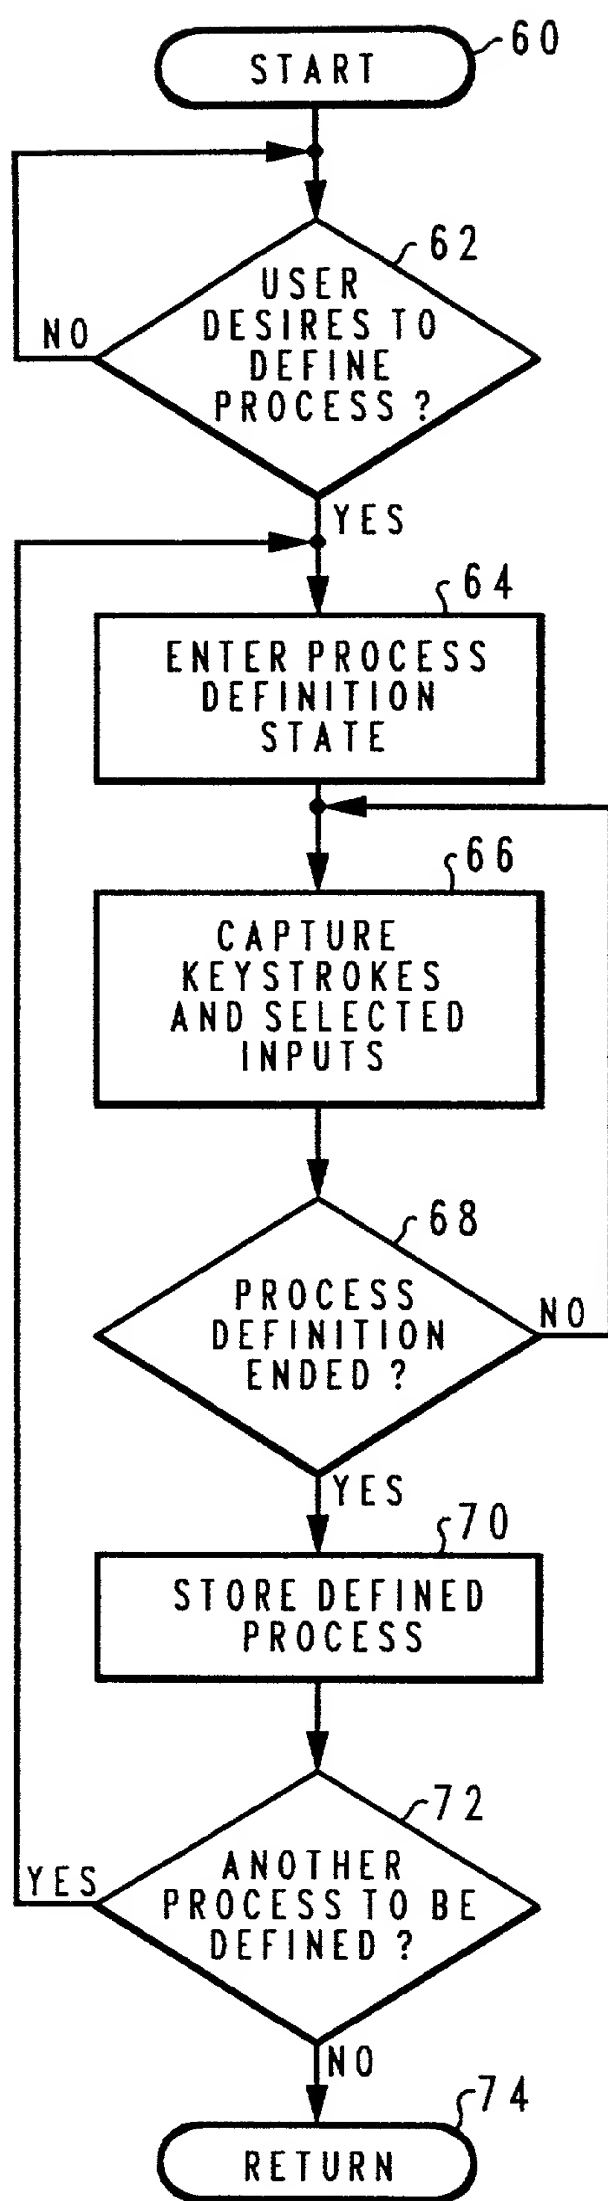 60
START
62
USER
DESIRES TO
DEFINE
PROCESS ?
NO
YES
64
ENTER PROCESS
DEFINITION
STATE
66
CAPTURE
KEYSTROKES
AND SELECTED
INPUTS
68
PROCESS
DEFINITION
ENDED ?
NO
YES
70
STORE DEFINED
PROCESS
72
ANOTHER
PROCESS TO BE
DEFINED ?
YES
NO
74
RETURN